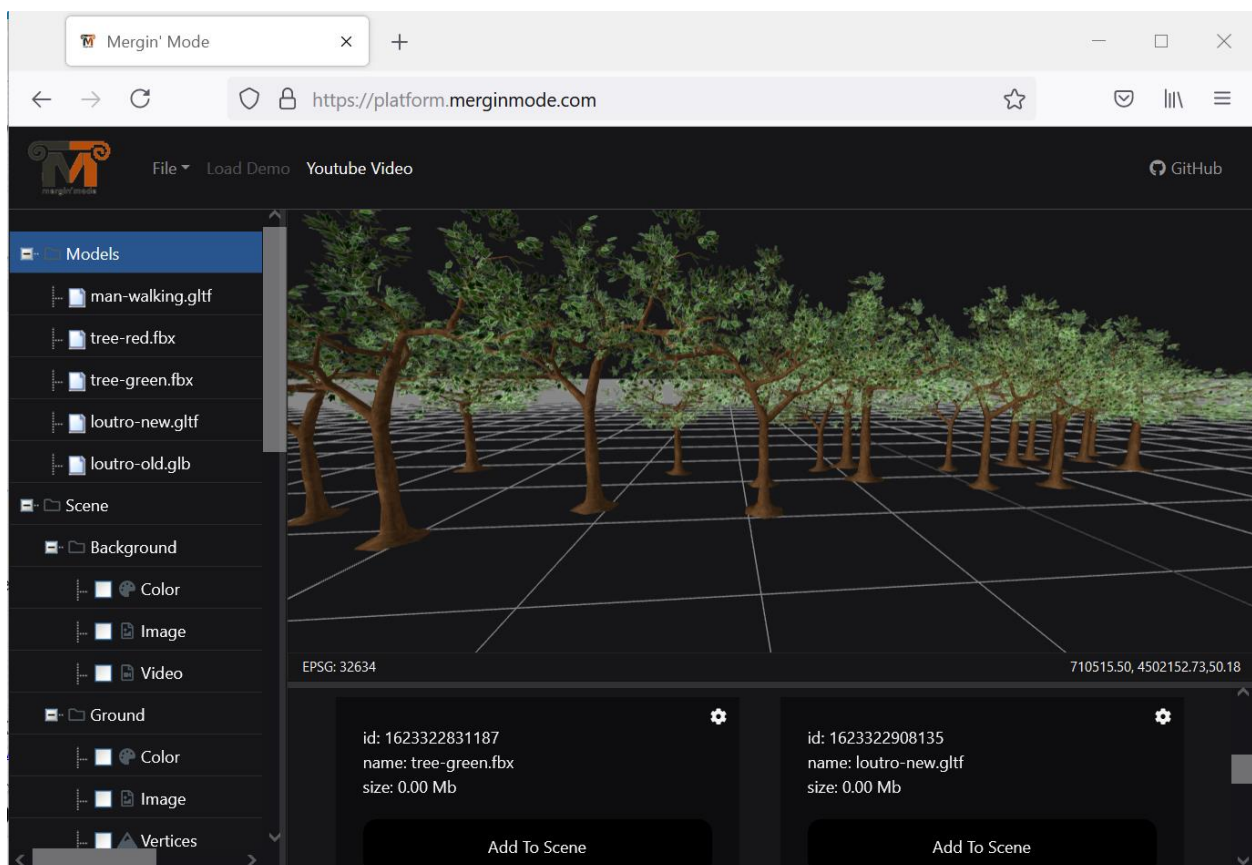 Mergin' Mode
https://platform.merginmode.com
mergin'mode
File Load Demo Youtube Video GitHub
Models
man-walking.gltf
tree-red.fbx
tree-green.fbx
loutro-new.gltf
loutro-old.glb
Scene
Background
Color
Image
Video
Ground
Color
Image
Vertices
EPSG: 32634 710515.50, 4502152.73,50.18
id: 1623322831187
name: tree-green.fbx
size: 0.00 Mb
Add To Scene
id: 1623322908135
name: loutro-new.gltf
size: 0.00 Mb
Add To Scene